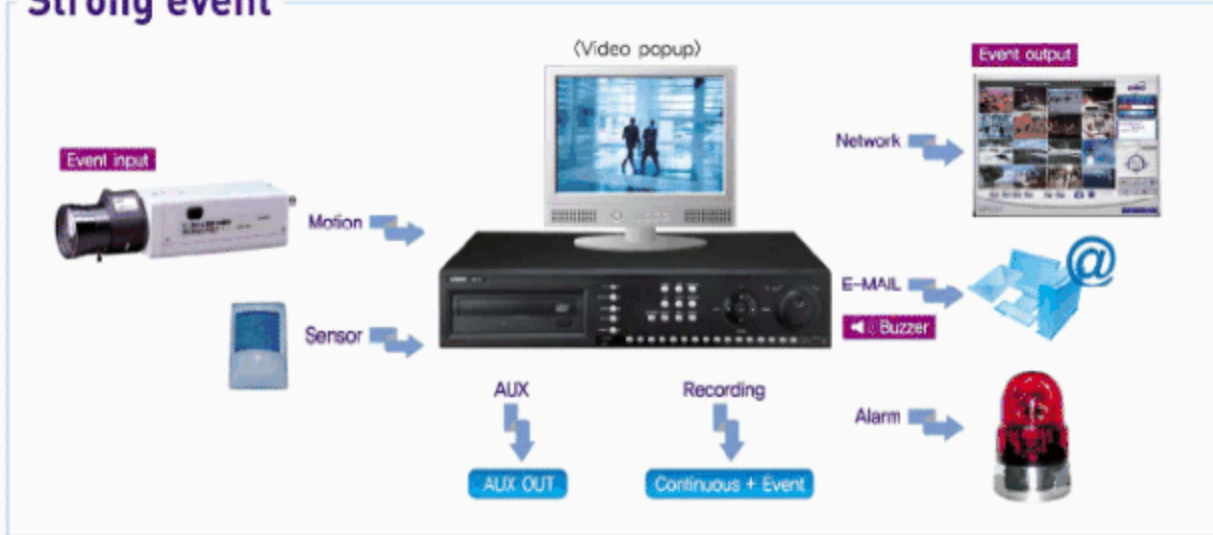 Strong event
〈Video popup〉
Event output
Network
Event input
Motion
E-MAIL
Buzzer
Sensor
AUX
Recording
Alarm
AUX OUT
Continuous + Event